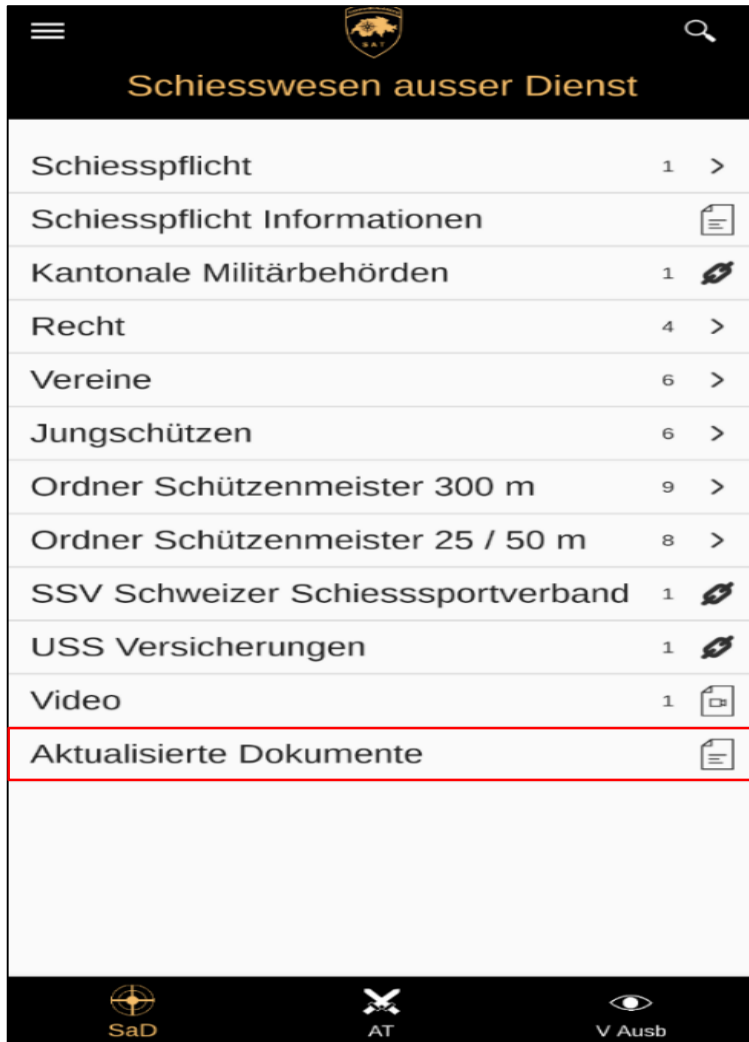 SAT
Schiesswesen ausser Dienst
Schiesspflicht 1
Schiesspflicht Informationen
Kantonale Militärbehörden 1
Recht 4
Vereine 6
Jungschützen 6
Ordner Schützenmeister 300 m 9
Ordner Schützenmeister 25 / 50 m 8
SSV Schweizer Schiesssportverband 1
USS Versicherungen 1
Video 1
Aktualisierte Dokumente
SaD AT V Ausb